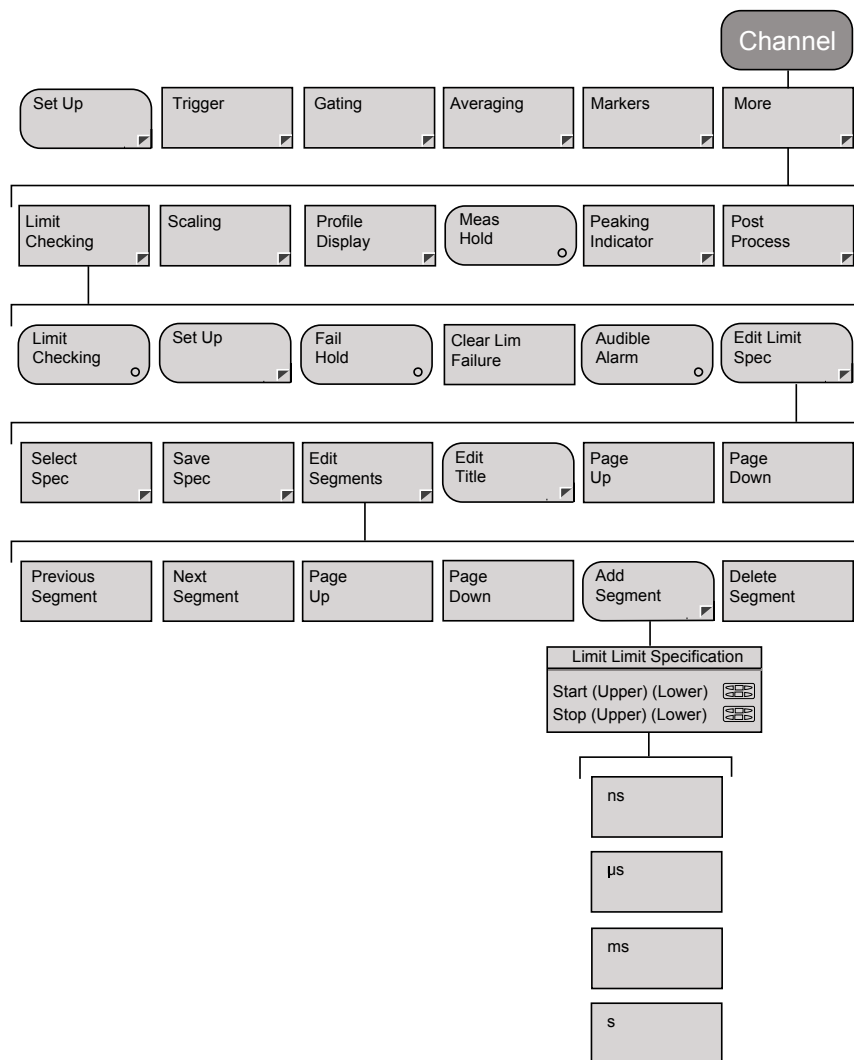 Channel
Set Up
Trigger
Gating
Averaging
Markers
More
Limit
Checking
Scaling
Profile
Display
Meas
Hold
Peaking
Indicator
Post
Process
Limit
Checking
Set Up
Fail
Hold
Clear Lim
Failure
Audible
Alarm
Edit Limit
Spec
Select
Spec
Save
Spec
Edit
Segments
Edit
Title
Page
Up
Page
Down
Previous
Segment
Next
Segment
Page
Up
Page
Down
Add
Segment
Delete
Segment
Limit Limit Specification
Start (Upper) (Lower)
Stop (Upper) (Lower)
ns
µs
ms
s